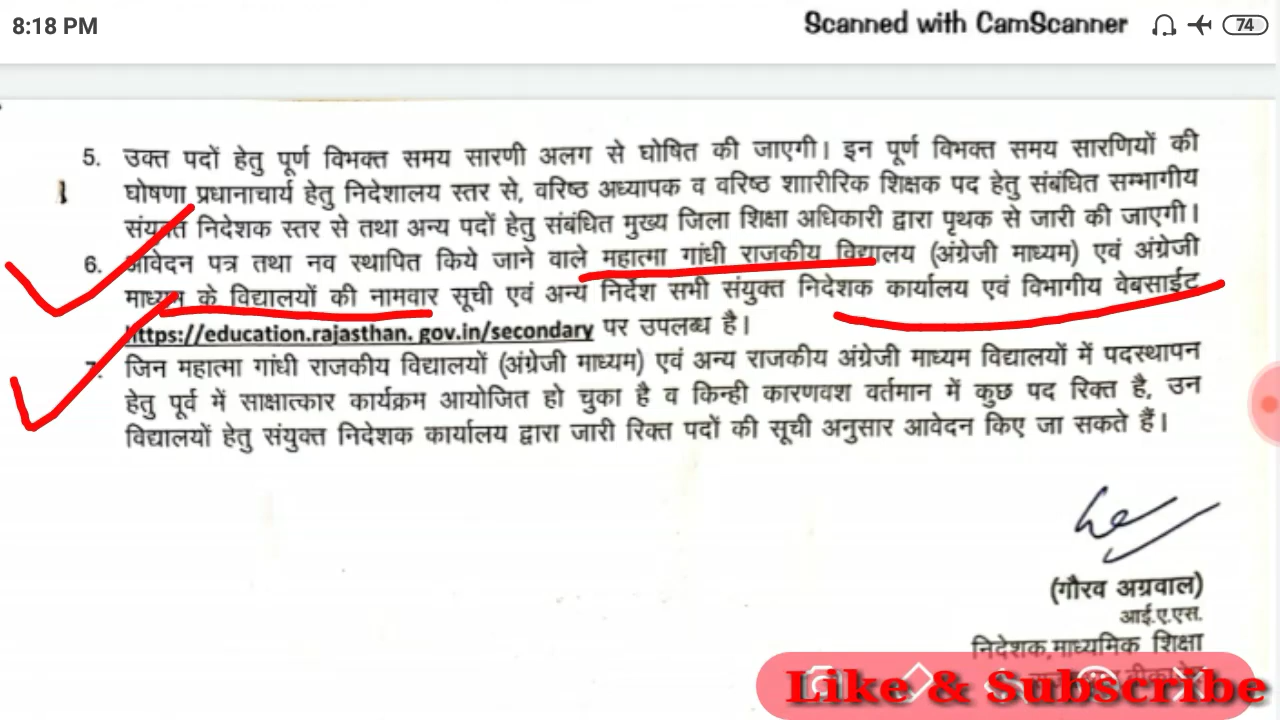 8:18 PM
Scanned with CamScanner
74
5. उक्त पदों हेतु पूर्ण विभक्त समय सारणी अलग से घोषित की जाएगी। इन पूर्ण विभक्त समय सारणियों की
घोषणा प्रधानाचार्य हेतु निदेशालय स्तर से, वरिष्ठ अध्यापक व वरिष्ठ शाारीरिक शिक्षक पद हेतु संबंधित सम्भागीय
संयुक्त निदेशक स्तर से तथा अन्य पदों हेतु संबंधित मुख्य जिला शिक्षा अधिकारी द्वारा पृथक से जारी की जाएगी।
6. आवेदन पत्र तथा नव स्थापित किये जाने वाले महात्मा गांधी राजकीय विद्यालय (अंग्रेजी माध्यम) एवं अंग्रेजी
माध्यम के विद्यालयों की नामवार सूची एवं अन्य निर्देश सभी संयुक्त निदेशक कार्यालय एवं विभागीय वेबसाईट
https://education.rajasthan. gov.in/secondary पर उपलब्ध है।
7. जिन महात्मा गांधी राजकीय विद्यालयों (अंग्रेजी माध्यम) एवं अन्य राजकीय अंग्रेजी माध्यम विद्यालयों में पदस्थापन
हेतु पूर्व में साक्षात्कार कार्यक्रम आयोजित हो चुका है व किन्ही कारणवश वर्तमान में कुछ पद रिक्त है, उन
विद्यालयों हेतु संयुक्त निदेशक कार्यालय द्वारा जारी रिक्त पदों की सूची अनुसार आवेदन किए जा सकते हैं।
(गौरव अग्रवाल)
आई.ए.एस.
निदेशक,माध्यमिक शिक्षा
Like & Subscribe